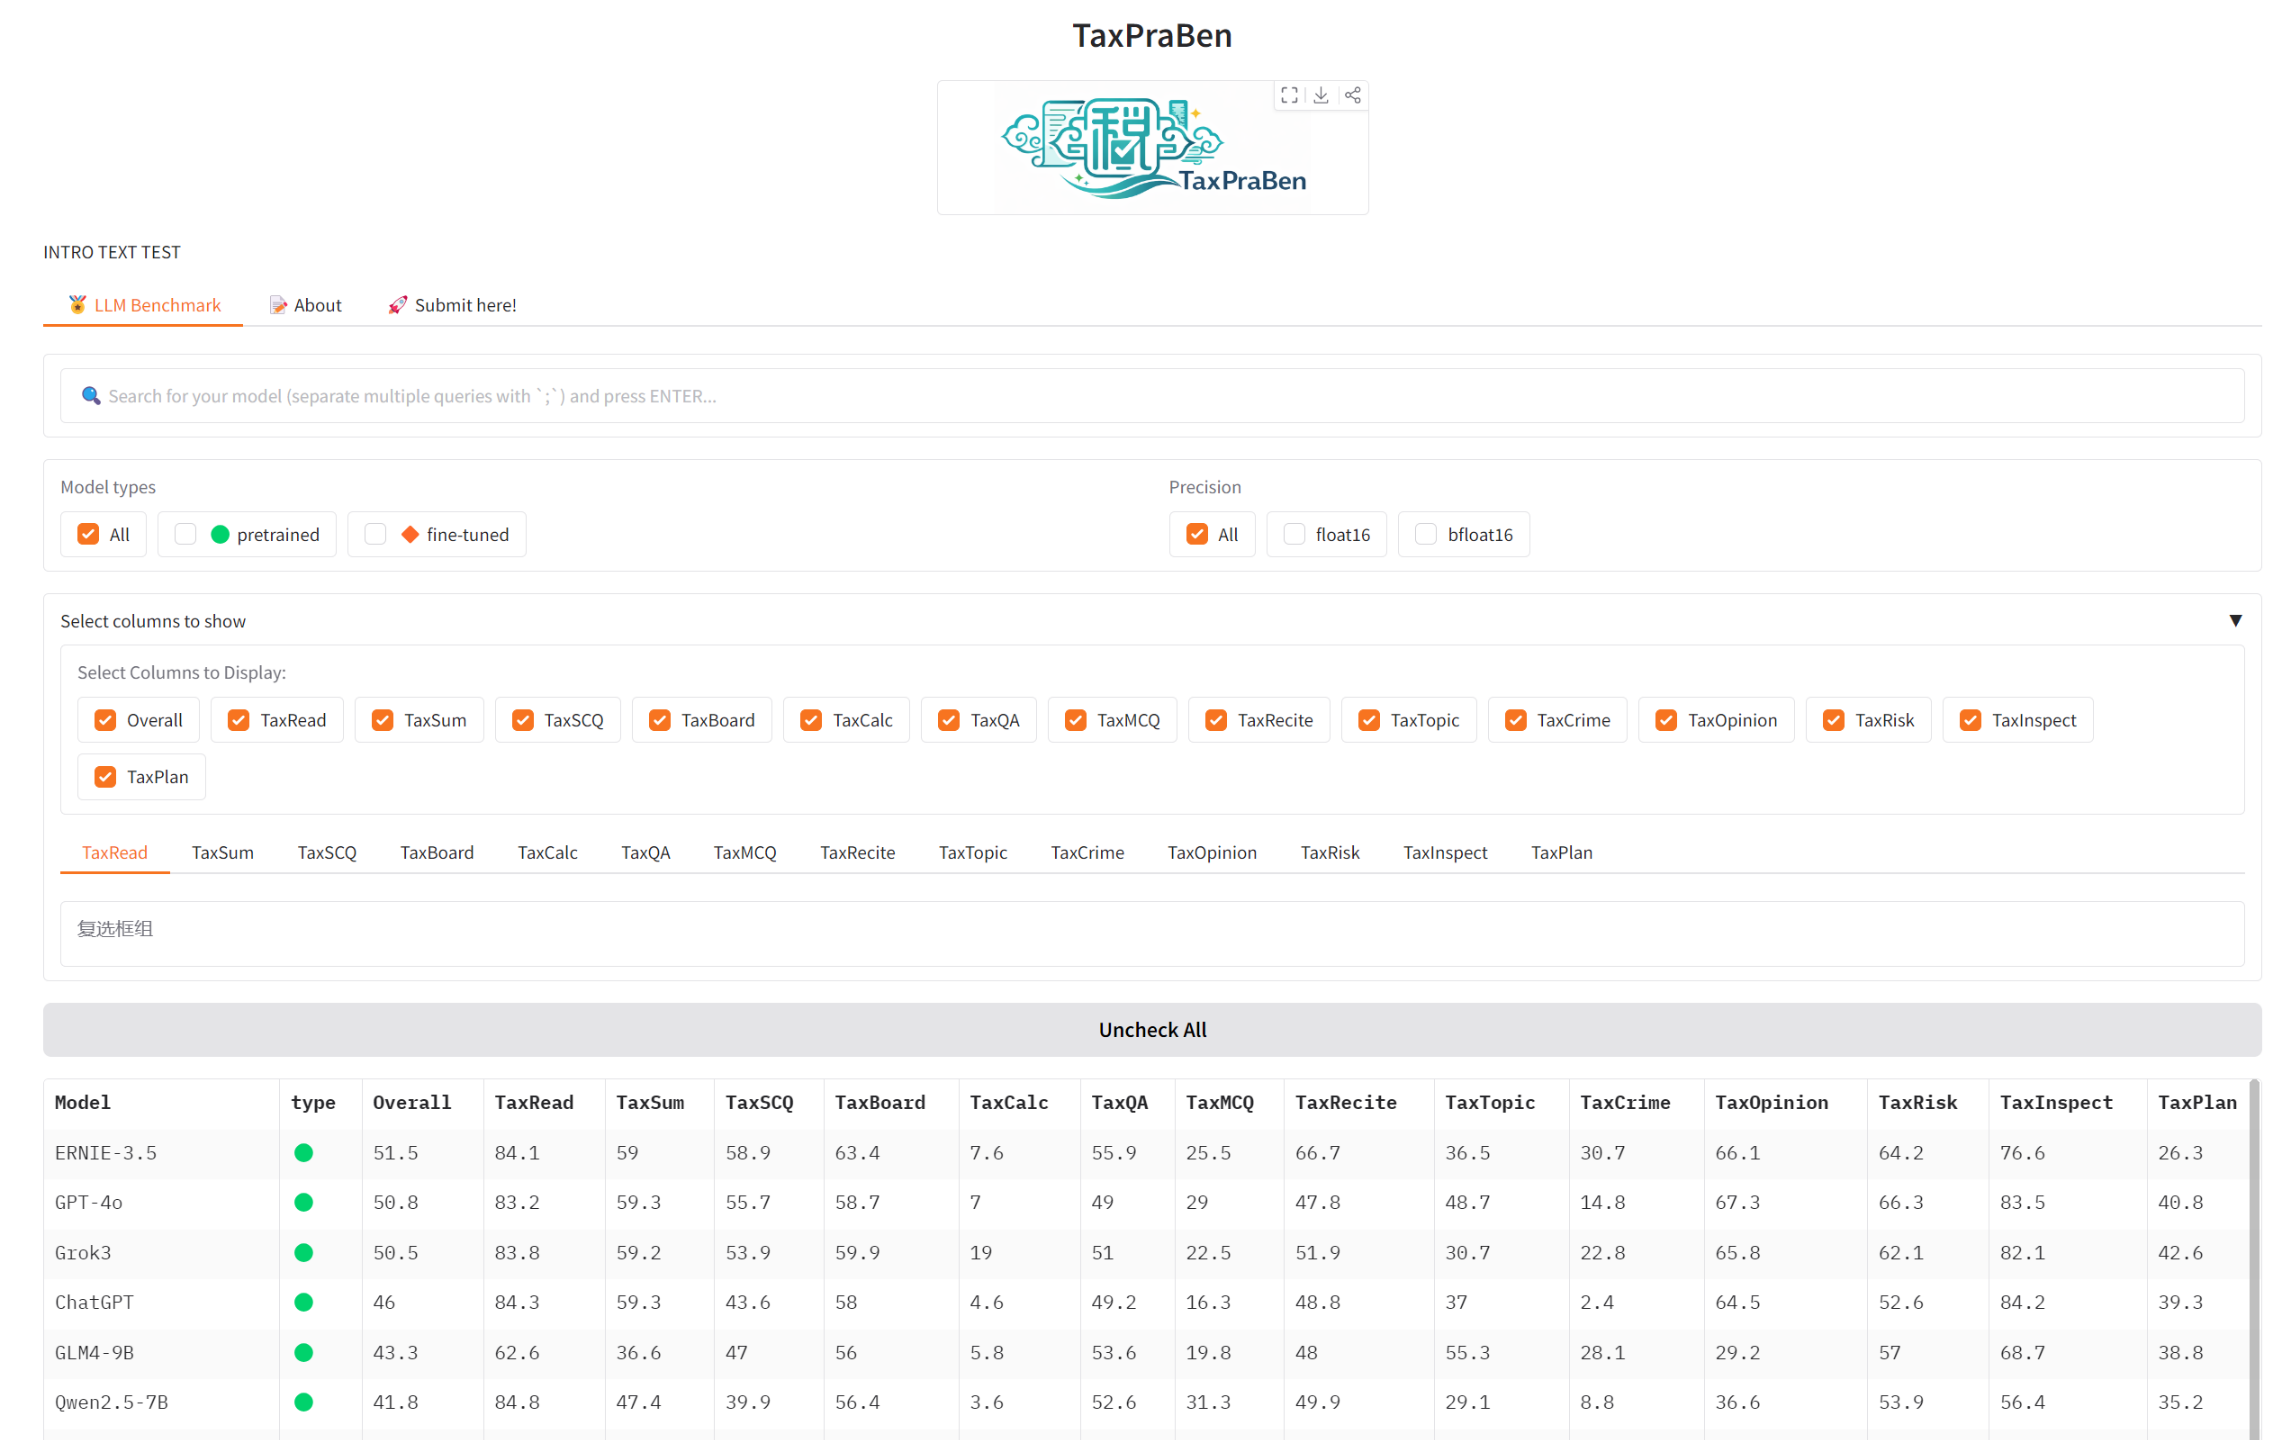 TaxPraBen
税
TaxPraBen
INTRO TEXT TEST
LLM Benchmark About Submit here!
Search for your model (separate multiple queries with `;`) and press ENTER...
Model types Precision
All pretrained fine-tuned All float16 bfloat16
Select columns to show ▼
Select Columns to Display:
Overall TaxRead TaxSum TaxSCQ TaxBoard TaxCalc TaxQA TaxMCQ TaxRecite TaxTopic TaxCrime TaxOpinion TaxRisk TaxInspect
TaxPlan
TaxRead TaxSum TaxSCQ TaxBoard TaxCalc TaxQA TaxMCQ TaxRecite TaxTopic TaxCrime TaxOpinion TaxRisk TaxInspect TaxPlan
复选框组
Uncheck All
Model type Overall TaxRead TaxSum TaxSCQ TaxBoard TaxCalc TaxQA TaxMCQ TaxRecite TaxTopic TaxCrime TaxOpinion TaxRisk TaxInspect TaxPlan
ERNIE-3.5 51.5 84.1 59 58.9 63.4 7.6 55.9 25.5 66.7 36.5 30.7 66.1 64.2 76.6 26.3
GPT-4o 50.8 83.2 59.3 55.7 58.7 7 49 29 47.8 48.7 14.8 67.3 66.3 83.5 40.8
Grok3 50.5 83.8 59.2 53.9 59.9 19 51 22.5 51.9 30.7 22.8 65.8 62.1 82.1 42.6
ChatGPT 46 84.3 59.3 43.6 58 4.6 49.2 16.3 48.8 37 2.4 64.5 52.6 84.2 39.3
GLM4-9B 43.3 62.6 36.6 47 56 5.8 53.6 19.8 48 55.3 28.1 29.2 57 68.7 38.8
Qwen2.5-7B 41.8 84.8 47.4 39.9 56.4 3.6 52.6 31.3 49.9 29.1 8.8 36.6 53.9 56.4 35.2